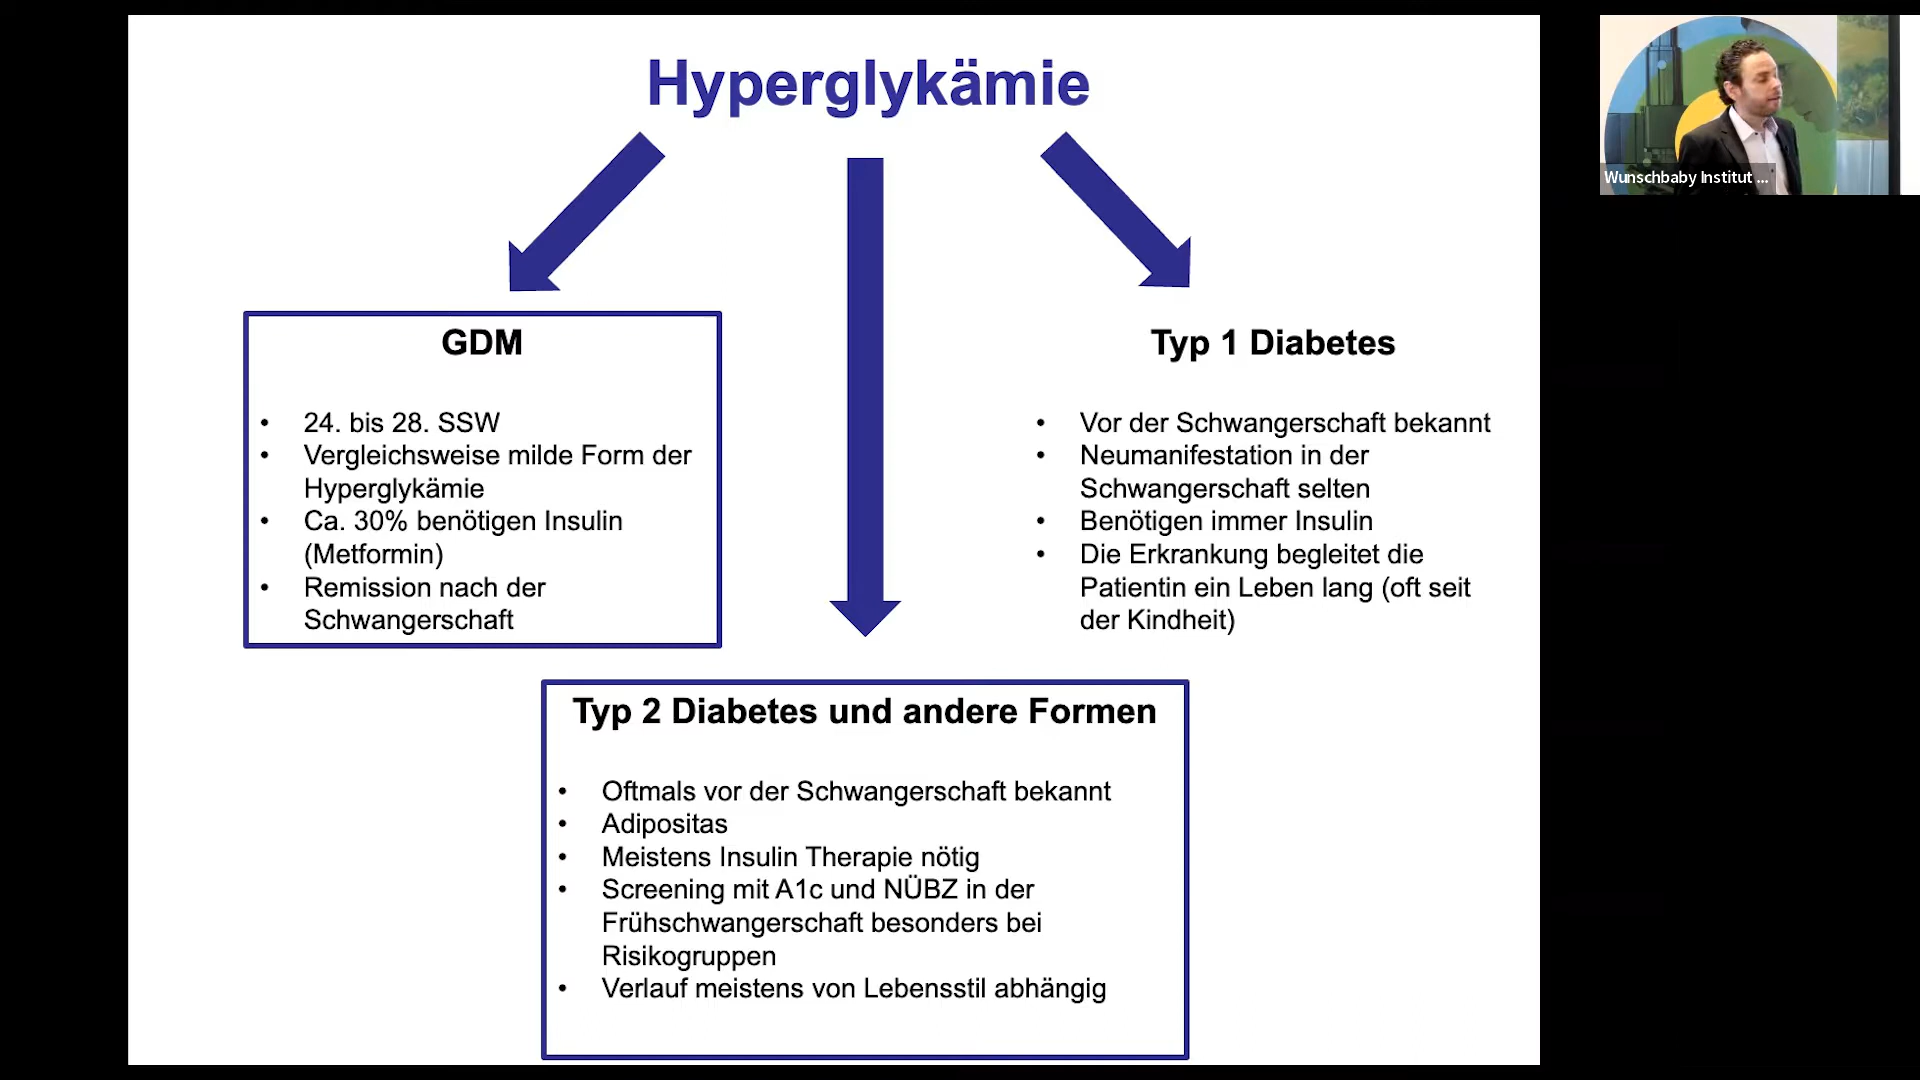 Hyperglykämie
GDM
• 24. bis 28. SSW
• Vergleichsweise milde Form der
Hyperglykämie
• Ca. 30% benötigen Insulin
(Metformin)
• Remission nach der
Schwangerschaft
Typ 1 Diabetes
• Vor der Schwangerschaft bekannt
• Neumanifestation in der
Schwangerschaft selten
• Benötigen immer Insulin
• Die Erkrankung begleitet die
Patientin ein Leben lang (oft seit
der Kindheit)
Typ 2 Diabetes und andere Formen
• Oftmals vor der Schwangerschaft bekannt
• Adipositas
• Meistens Insulin Therapie nötig
• Screening mit A1c und NÜBZ in der
Frühschwangerschaft besonders bei
Risikogruppen
• Verlauf meistens von Lebensstil abhängig
Wunschbaby Institut ...